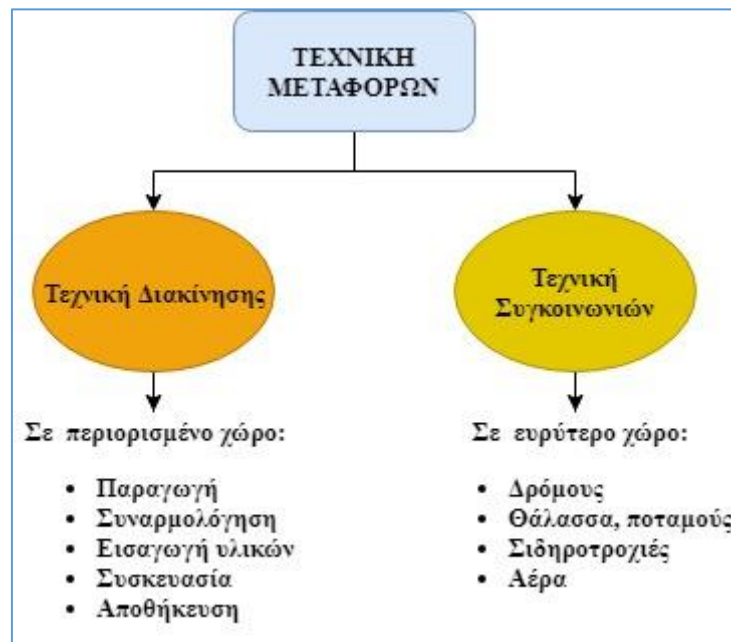 ΤΕΧΝΙΚΗ
ΜΕΤΑΦΟΡΩΝ
Τεχνική Διακίνησης
Τεχνική
Συγκοινωνιών
Σε περιορισμένο χώρο:
• Παραγωγή
• Συναρμολόγηση
• Εισαγωγή υλικών
• Συσκευασία
• Αποθήκευση
Σε ευρύτερο χώρο:
• Δρόμους
• Θάλασσα, ποταμούς
• Σιδηροτροχιές
• Αέρα